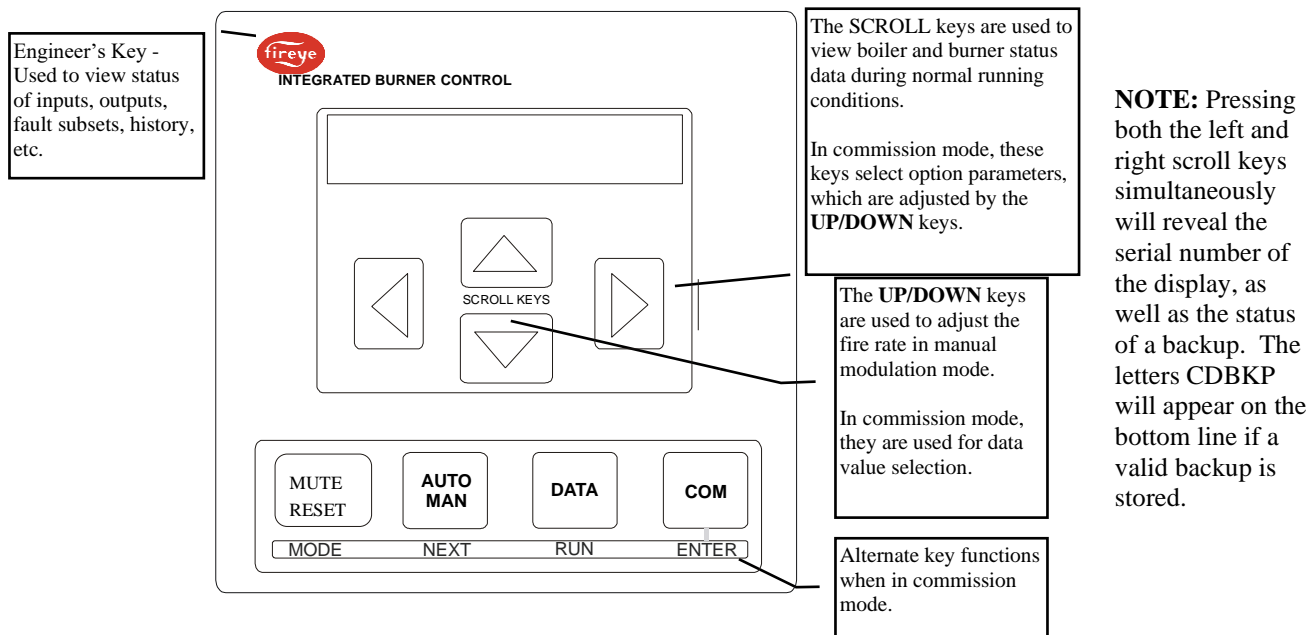 Engineer's Key -
Used to view status
of inputs, outputs,
fault subsets, history,
etc.
fireye
INTEGRATED BURNER CONTROL
SCROLL KEYS
MUTE
RESET
AUTO
MAN
DATA
COM
MODE
NEXT
RUN
ENTER
The SCROLL keys are used to
view boiler and burner status
data during normal running
conditions.
In commission mode, these
keys select option parameters,
which are adjusted by the
UP/DOWN keys.
The UP/DOWN keys
are used to adjust the
fire rate in manual
modulation mode.
In commission mode,
they are used for data
value selection.
Alternate key functions
when in commission
mode.
NOTE: Pressing
both the left and
right scroll keys
simultaneously
will reveal the
serial number of
the display, as
well as the status
of a backup. The
letters CDBKP
will appear on the
bottom line if a
valid backup is
stored.